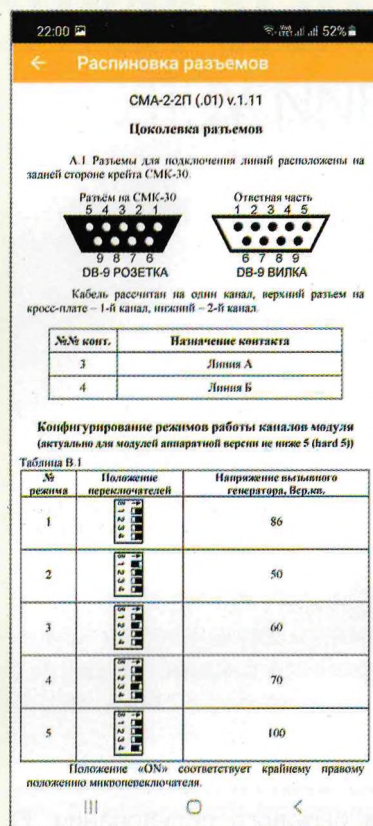 22:00
52%
Распиновка разъемов
СМА-2-2П (.01) v.1.11
Цоколевка разъемов
А.1 Разъемы для подключения линий расположены на
задней стороне крейта СМК-30.
Разъём на СМК-30 Ответная часть
5 4 3 2 1 1 2 3 4 5
9 8 7 6 6 7 8 9
DB-9 РОЗЕТКА DB-9 ВИЛКА
Кабель рассчитан на один канал, верхний разъем на
кросс-плате – 1-й канал, нижний – 2-й канал.
№№ конт. Назначение контакта
3 Линия А
4 Линия Б
Конфигурирование режимов работы каналов модуля
(актуально для модулей аппаратной версии не ниже 5 (hard 5))
Таблица В.1
№ режима Положение переключателей Напряжение вызывного генератора, Вср.кв.
1 86
2 50
3 60
4 70
5 100
Положение «ON» соответствует крайнему правому
положению микропереключателя.